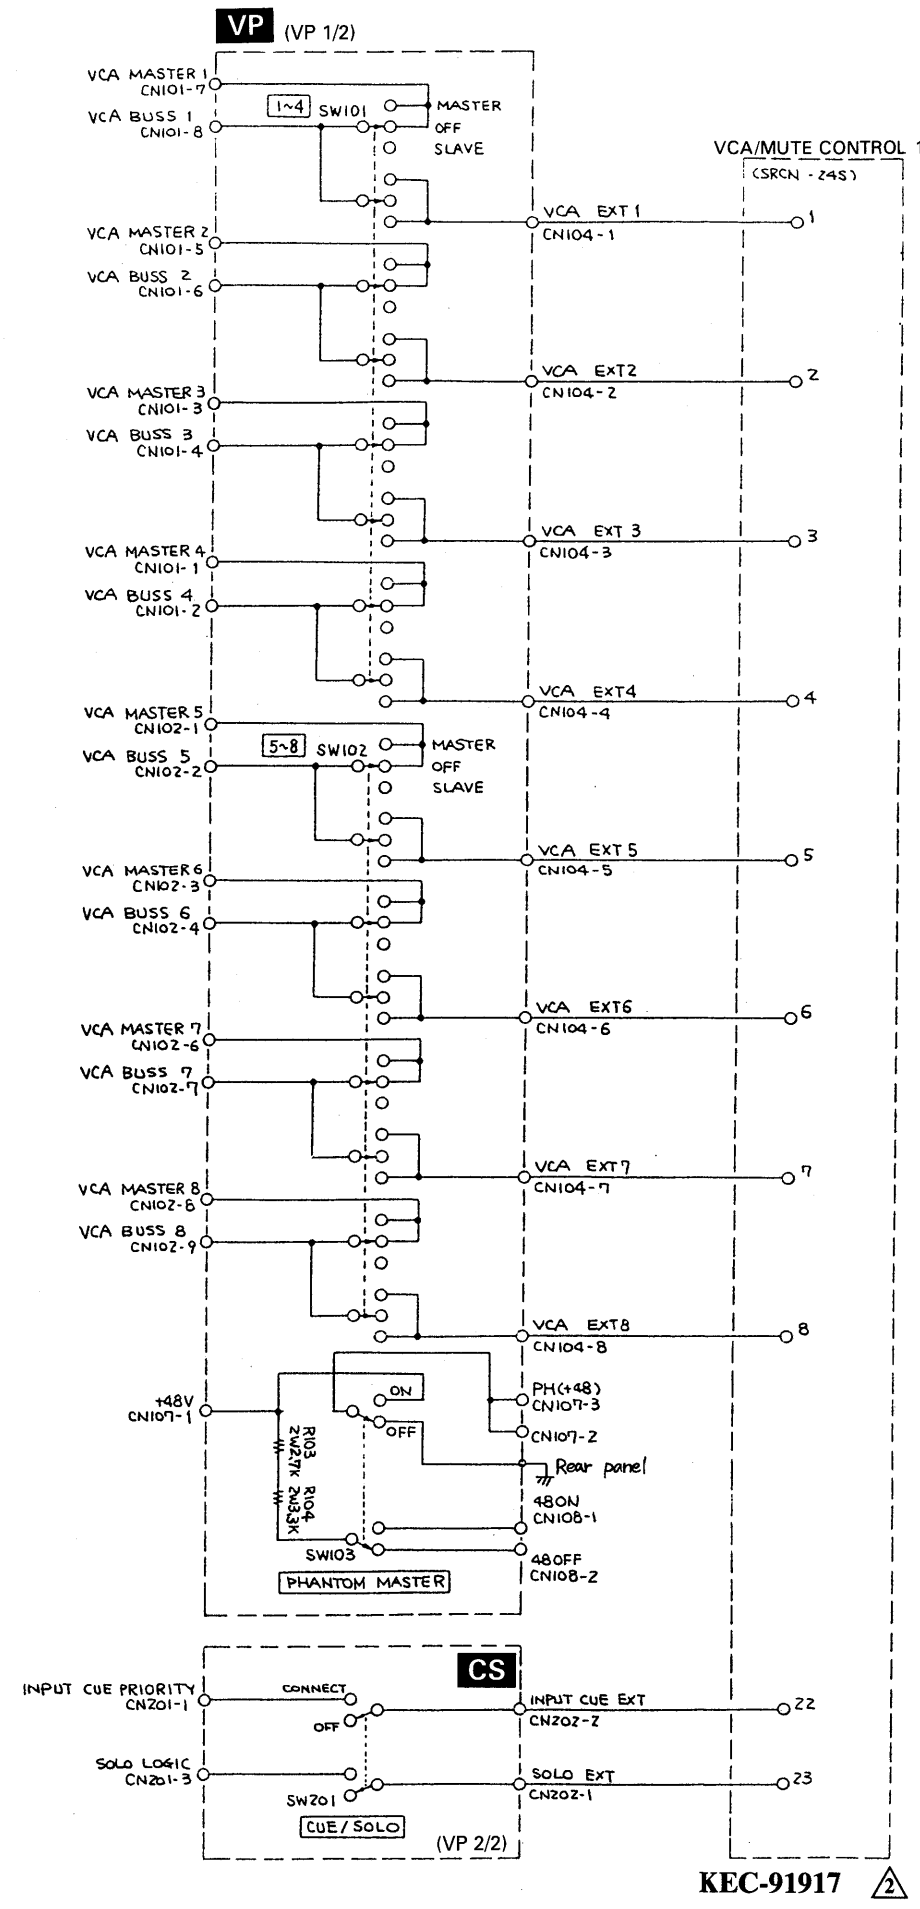 VP (VP 1/2)
VCA MASTER 1
CN101-7
1~4 SW101
MASTER
VCA BUSS 1
CN101-8
OFF
SLAVE
VCA/MUTE CONTROL 1
(SRCN - 24S)
VCA EXT 1
CN104-1
1
VCA MASTER 2
CN101-5
VCA BUSS 2
CN101-6
VCA EXT2
CN104-2
2
VCA MASTER 3
CN101-3
VCA BUSS 3
CN101-4
VCA EXT 3
CN104-3
3
VCA MASTER 4
CN101-1
VCA BUSS 4
CN101-2
VCA EXT4
CN104-4
4
VCA MASTER 5
CN102-1
5~8 SW102
MASTER
VCA BUSS 5
CN102-2
OFF
SLAVE
VCA EXT 5
CN104-5
5
VCA MASTER 6
CN102-3
VCA BUSS 6
CN102-4
VCA EXT6
CN104-6
6
VCA MASTER 7
CN102-6
VCA BUSS 7
CN102-7
VCA EXT7
CN104-7
7
VCA MASTER 8
CN102-8
VCA BUSS 8
CN102-9
VCA EXT8
CN104-8
8
+48V
CN107-1
ON
OFF
PH(+48)
CN107-3
CN107-2
R103
2W2.7K
R104
2W3.3K
Rear panel
48ON
CN108-1
SW103
48OFF
CN108-2
PHANTOM MASTER
CS
INPUT CUE PRIORITY
CN201-1
CONNECT
OFF
INPUT CUE EXT
CN202-2
22
SOLO LOGIC
CN201-3
SW201
SOLO EXT
CN202-1
23
CUE/SOLO
(VP 2/2)
KEC-91917 2